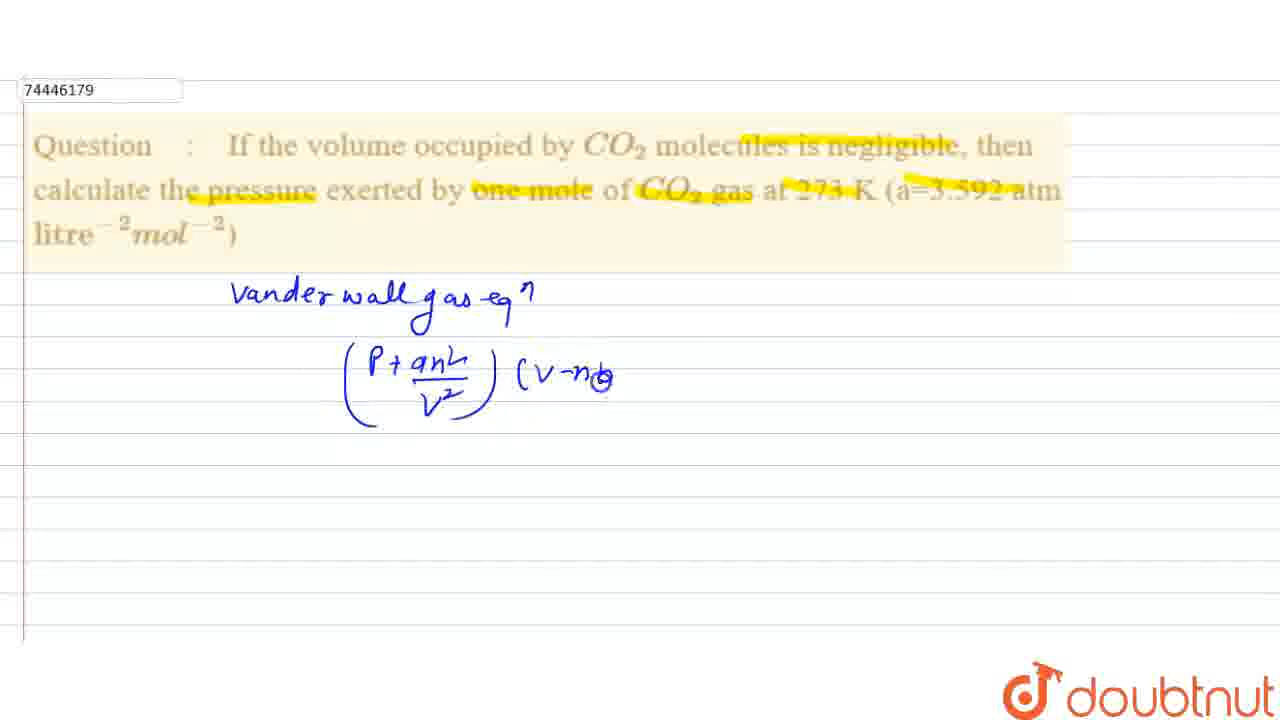 74446179
Question : If the volume occupied by CO₂ molecules is negligible, then
calculate the pressure exerted by one mole of CO₂ gas at 273 K (a=3.592 atm
litre⁻²mol⁻²)
Vander wall gas eqⁿ
(P + an²/V²) (V-nb
doubtnut